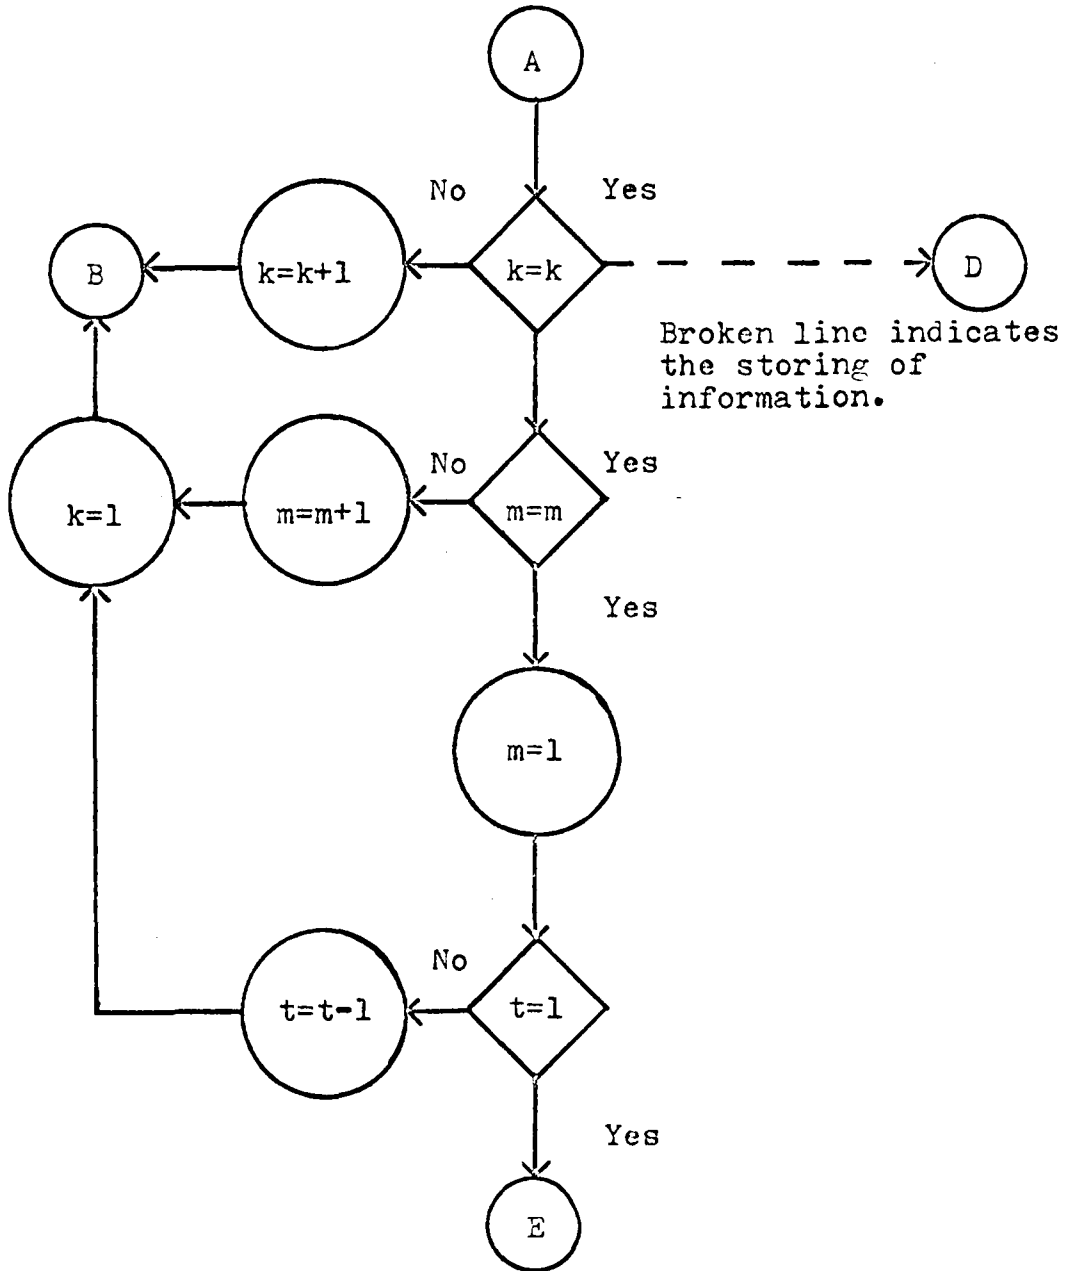 A
No
Yes
B
k=k+1
k=k
D
Broken line indicates
the storing of
information.
No
Yes
k=1
m=m+1
m=m
Yes
m=1
No
t=t-1
t=1
Yes
E